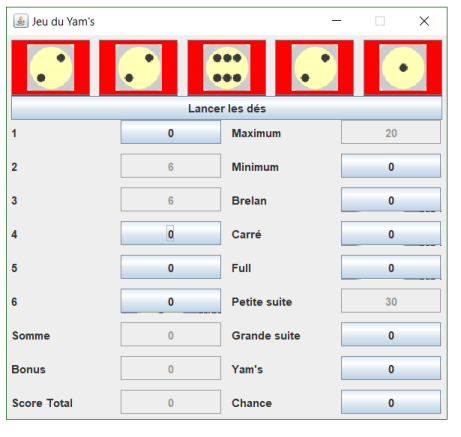 Jeu du Yam's
Lancer les dés
1 0 Maximum 20
2 6 Minimum 0
3 6 Brelan 0
4 0 Carré 0
5 0 Full 0
6 0 Petite suite 30
Somme 0 Grande suite 0
Bonus 0 Yam's 0
Score Total 0 Chance 0